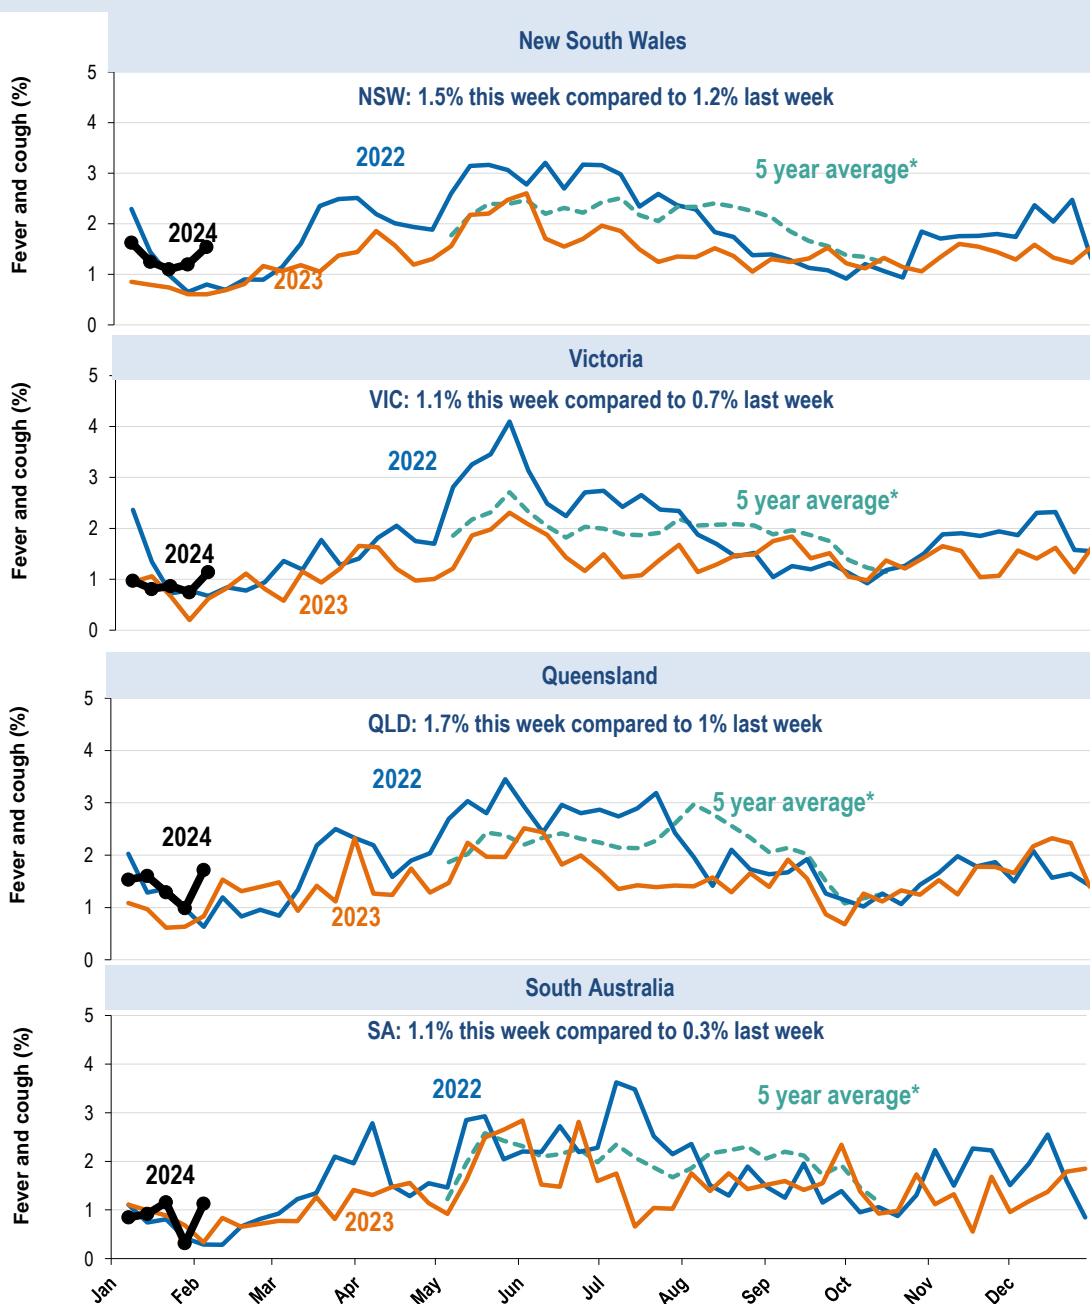 New South Wales
Fever and cough (%)
5
4
3
2
1
0
NSW: 1.5% this week compared to 1.2% last week
2022
5 year average*
2024
2023
Victoria
Fever and cough (%)
5
4
3
2
1
0
VIC: 1.1% this week compared to 0.7% last week
2022
5 year average*
2024
2023
Queensland
Fever and cough (%)
5
4
3
2
1
0
QLD: 1.7% this week compared to 1% last week
2022
5 year average*
2024
2023
South Australia
Fever and cough (%)
5
4
3
2
1
0
SA: 1.1% this week compared to 0.3% last week
2022
5 year average*
2024
2023
Jan
Feb
Mar
Apr
May
Jun
Jul
Aug
Sep
Oct
Nov
Dec